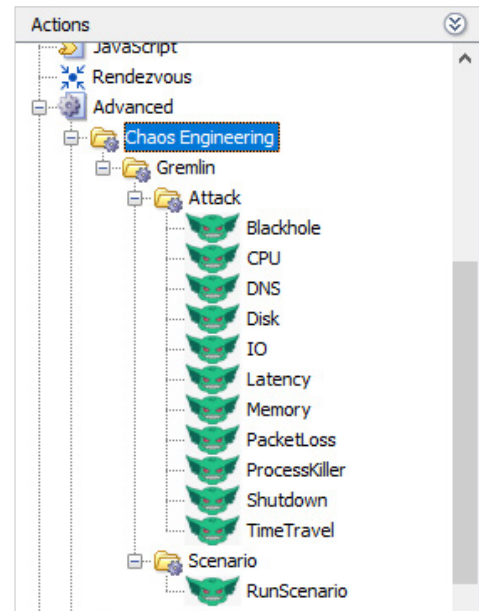 Actions
JavaScript
Rendezvous
Advanced
Chaos Engineering
Gremlin
Attack
Blackhole
CPU
DNS
Disk
IO
Latency
Memory
PacketLoss
ProcessKiller
Shutdown
TimeTravel
Scenario
RunScenario